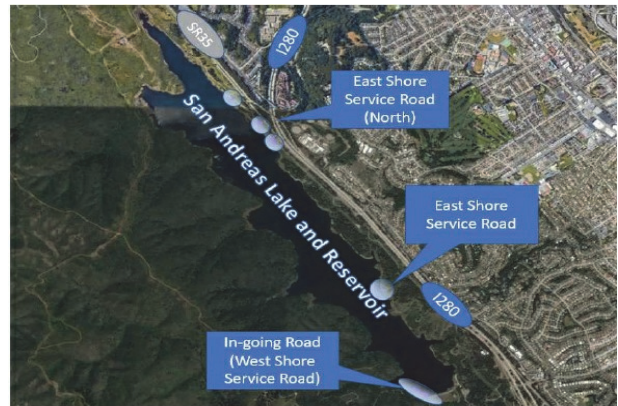 SR35
I280
East Shore
Service Road
(North)
San Andreas Lake and Reservoir
East Shore
Service Road
I280
In-going Road
(West Shore
Service Road)